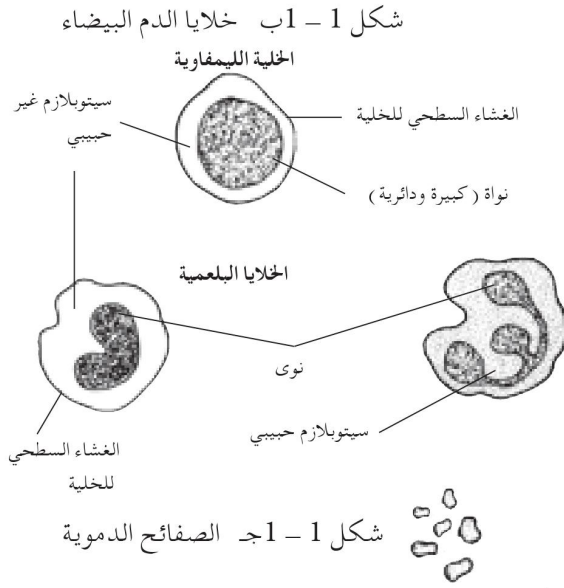 شكل 1 – 1ب خلايا الدم البيضاء
الخلية الليمفاوية
سيتوبلازم غير
حبيبي
الغشاء السطحي للخلية
نواة (كبيرة ودائرية)
الخلايا البلعمية
نوى
سيتوبلازم حبيبي
الغشاء السطحي
للخلية
شكل 1 – 1جـ الصفائح الدموية